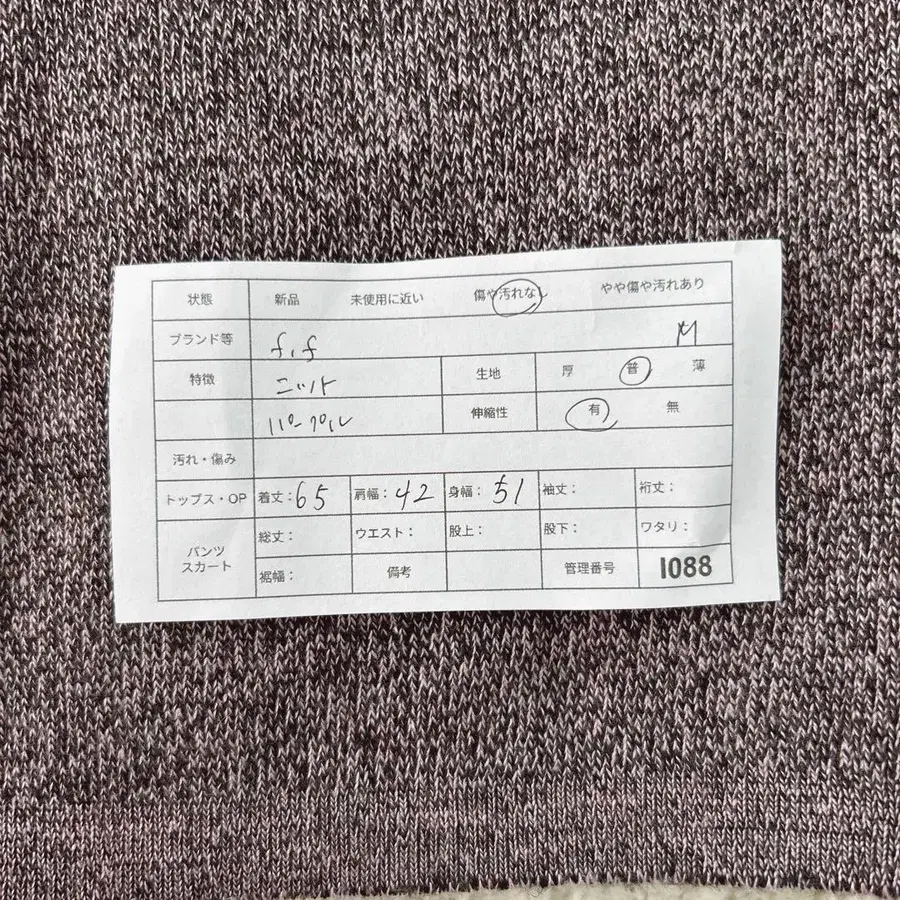 状態 新品 未使用に近い 傷や汚れなし やや傷や汚れあり
ブランド等 f.f M
特徴 ニット 生地 厚 普 薄
パープル 伸縮性 有 無
汚れ・傷み
トップス・OP 着丈：65 肩幅：42 身幅：51 袖丈： 裄丈：
パンツ スカート 総丈： ウエスト： 股上： 股下： ワタリ：
裾幅： 備考 管理番号 1088